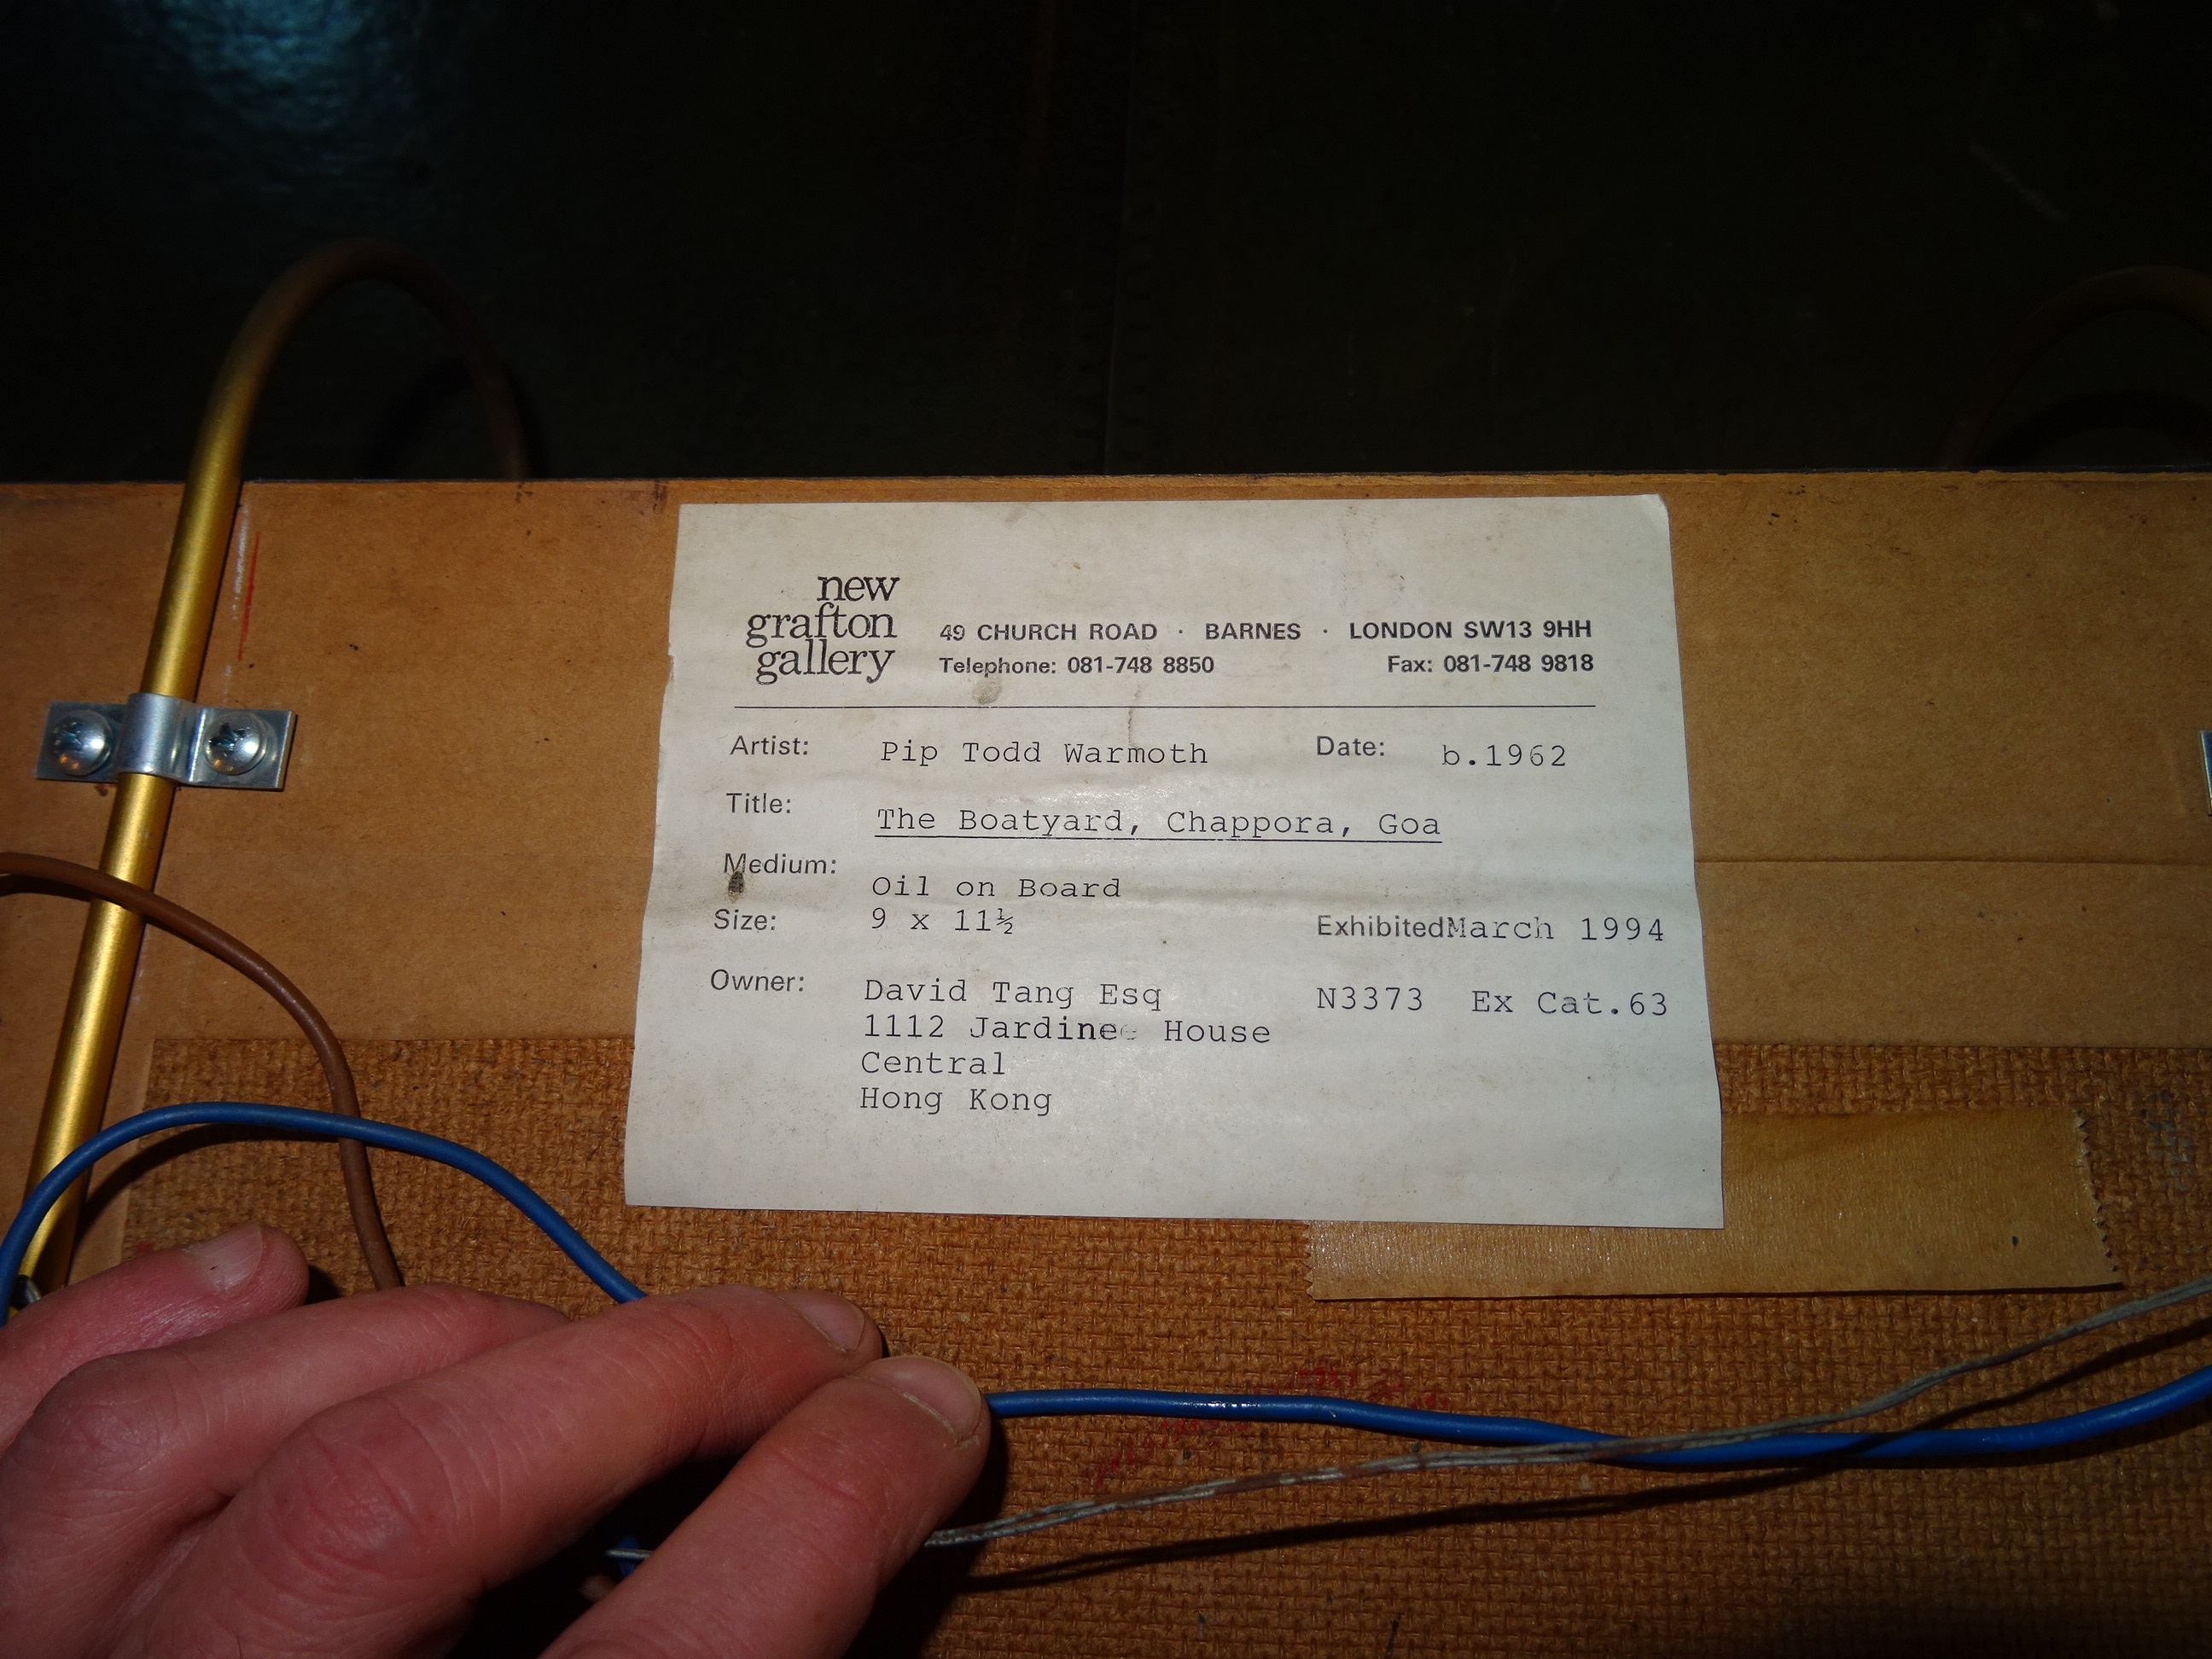 new
grafton
gallery
49 CHURCH ROAD · BARNES · LONDON SW13 9HH
Telephone: 081-748 8850 Fax: 081-748 9818
Artist: Pip Todd Warmoth Date: b.1962
Title: The Boatyard, Chappora, Goa
Medium: Oil on Board
Size: 9 x 11½ Exhibited March 1994
Owner: David Tang Esq N3373 Ex Cat.63
1112 Jardine House
Central
Hong Kong